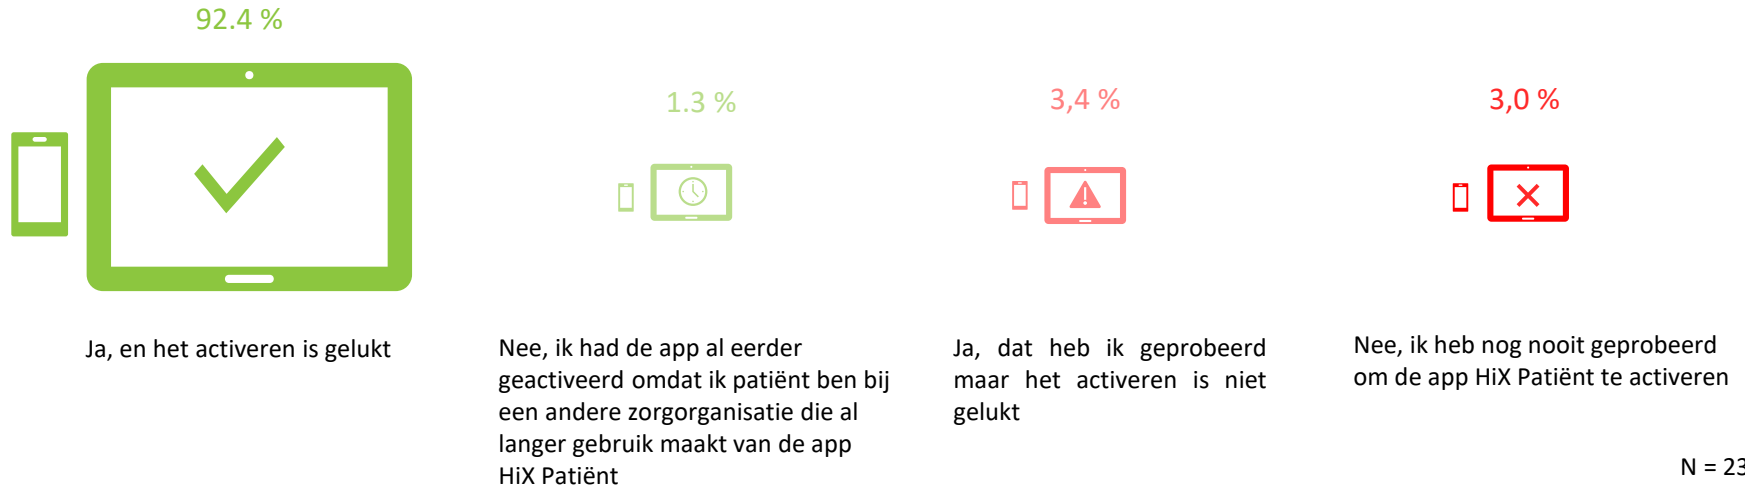 92.4 %
1.3 %
3,4 %
3,0 %
Ja, en het activeren is gelukt
Nee, ik had de app al eerder
geactiveerd omdat ik patiënt ben bij
een andere zorgorganisatie die al
langer gebruik maakt van de app
HiX Patiënt
Ja, dat heb ik geprobeerd
maar het activeren is niet
gelukt
Nee, ik heb nog nooit geprobeerd
om de app HiX Patiënt te activeren
N = 23